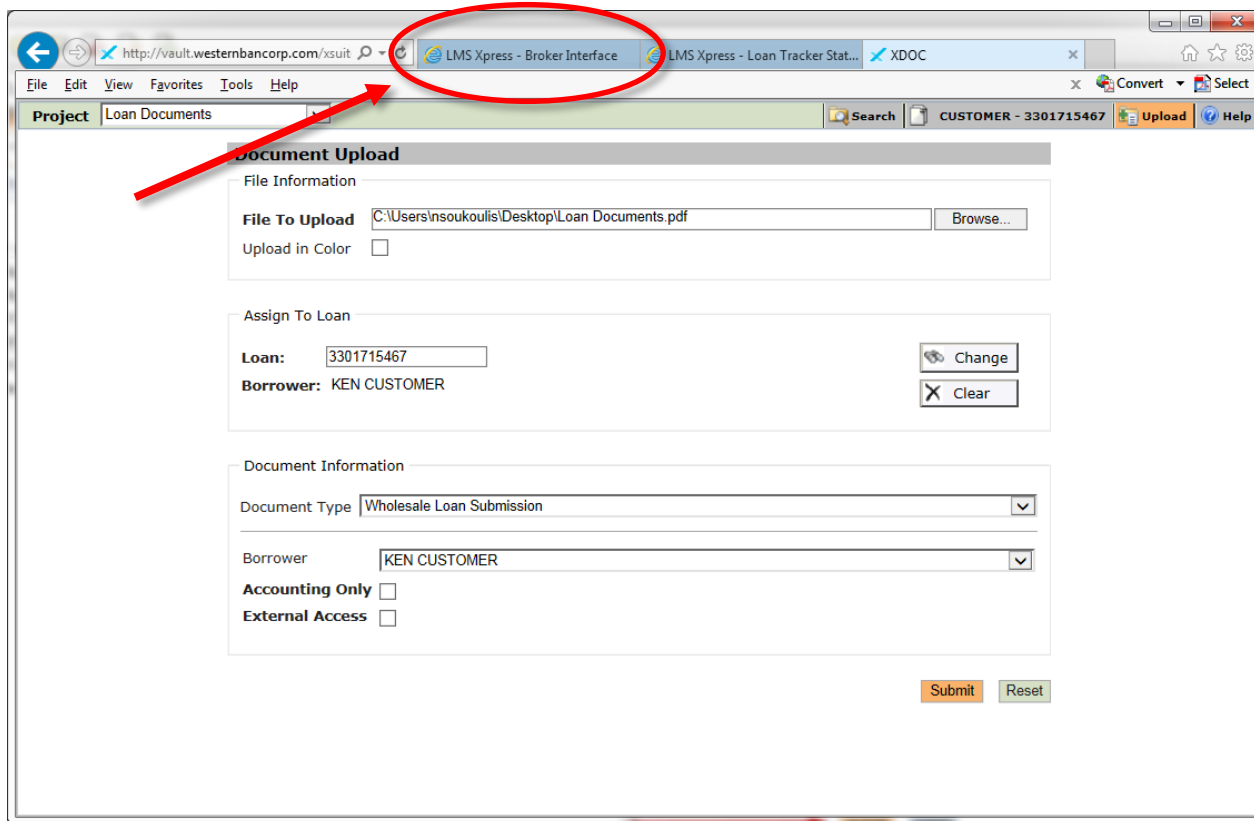 http://vault.westernbancorp.com/xsuit LMS Xpress - Broker Interface LMS Xpress - Loan Tracker Stat... XDOC
File Edit View Favorites Tools Help x Convert Select
Project Loan Documents Search CUSTOMER - 3301715467 Upload Help
Document Upload
File Information
File To Upload C:\Users\nsoukoulis\Desktop\Loan Documents.pdf Browse...
Upload in Color
Assign To Loan
Loan: 3301715467 Change
Borrower: KEN CUSTOMER
Clear
Document Information
Document Type Wholesale Loan Submission
Borrower KEN CUSTOMER
Accounting Only
External Access
Submit Reset